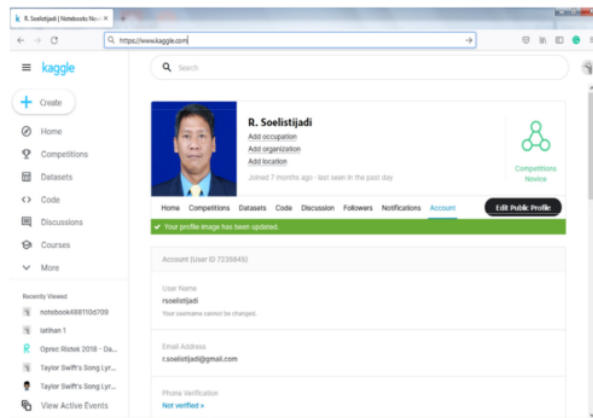 R. Soelistijadi | Notebooks Nov
https://www.kaggle.com
kaggle
Search
Create
Home
Competitions
Datasets
Code
Discussions
Courses
More
Recently Viewed
notebook488110d709
latihan 1
Oprec Ristek 2018 - Da...
Taylor Swift's Song Lyr...
Taylor Swift's Song Lyr...
View Active Events
R. Soelistijadi
Add occupation
Add organization
Add location
Joined 7 months ago · last seen in the past day
Competitions
Novice
Home Competitions Datasets Code Discussion Followers Notifications Account
Edit Public Profile
Your profile image has been updated.
Account (User ID 7239845)
User Name
rsoelistijadi
Your username cannot be changed.
Email Address
r.soelistijadi@gmail.com
Phone Verification
Not verified »